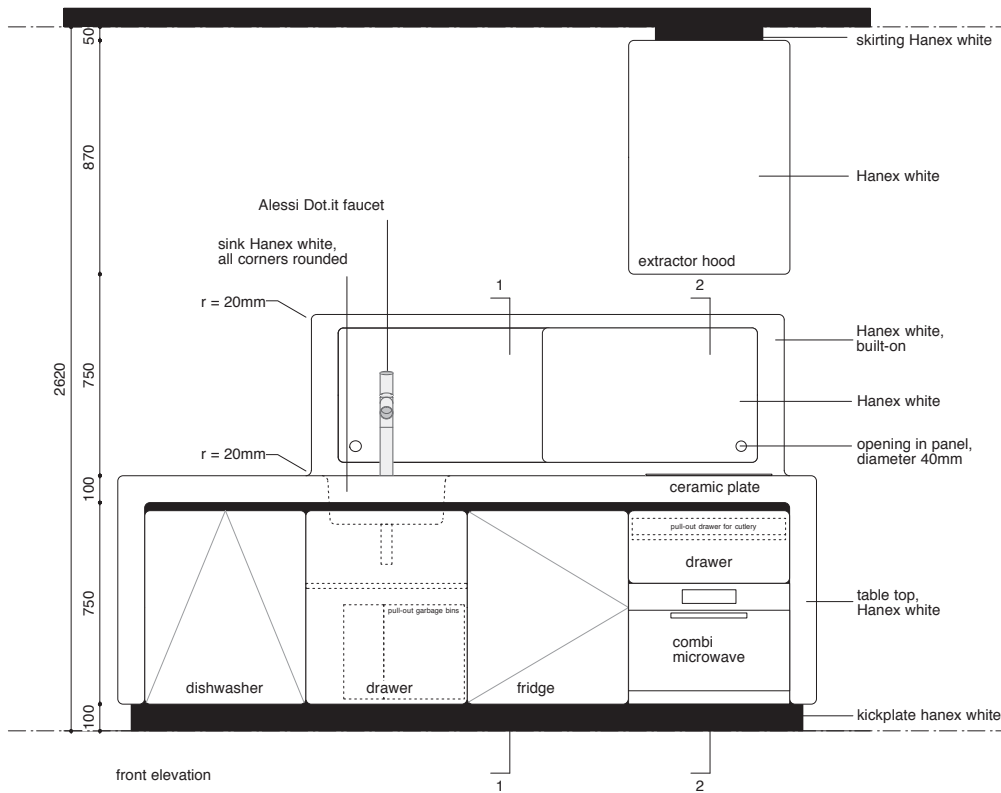 50
skirting Hanex white
870
Hanex white
Alessi Dot.it faucet
sink Hanex white,
all corners rounded
extractor hood
1
2
r = 20mm
Hanex white,
built-on
2620
750
Hanex white
opening in panel,
diameter 40mm
r = 20mm
100
ceramic plate
pull-out drawer for cutlery
drawer
750
pull-out garbage bins
table top,
Hanex white
combi
microwave
dishwasher
drawer
fridge
100
kickplate hanex white
front elevation
1
2